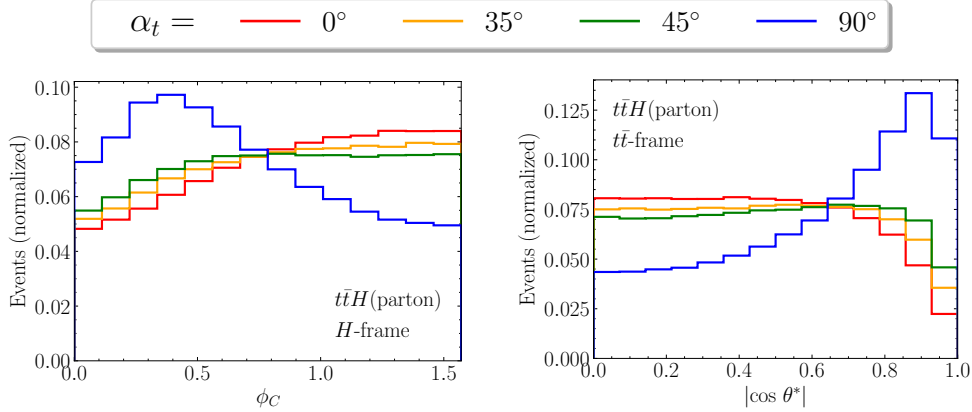 α_t = 0° 35° 45° 90°
Events (normalized)
0.10
0.08
0.06
0.04
0.02
0.00
tt̄H(parton)
H-frame
0.0 0.5 1.0 1.5
ϕ_C
Events (normalized)
0.125
0.100
0.075
0.050
0.025
0.000
tt̄H(parton)
tt̄-frame
0.0 0.2 0.4 0.6 0.8 1.0
|cos θ*|